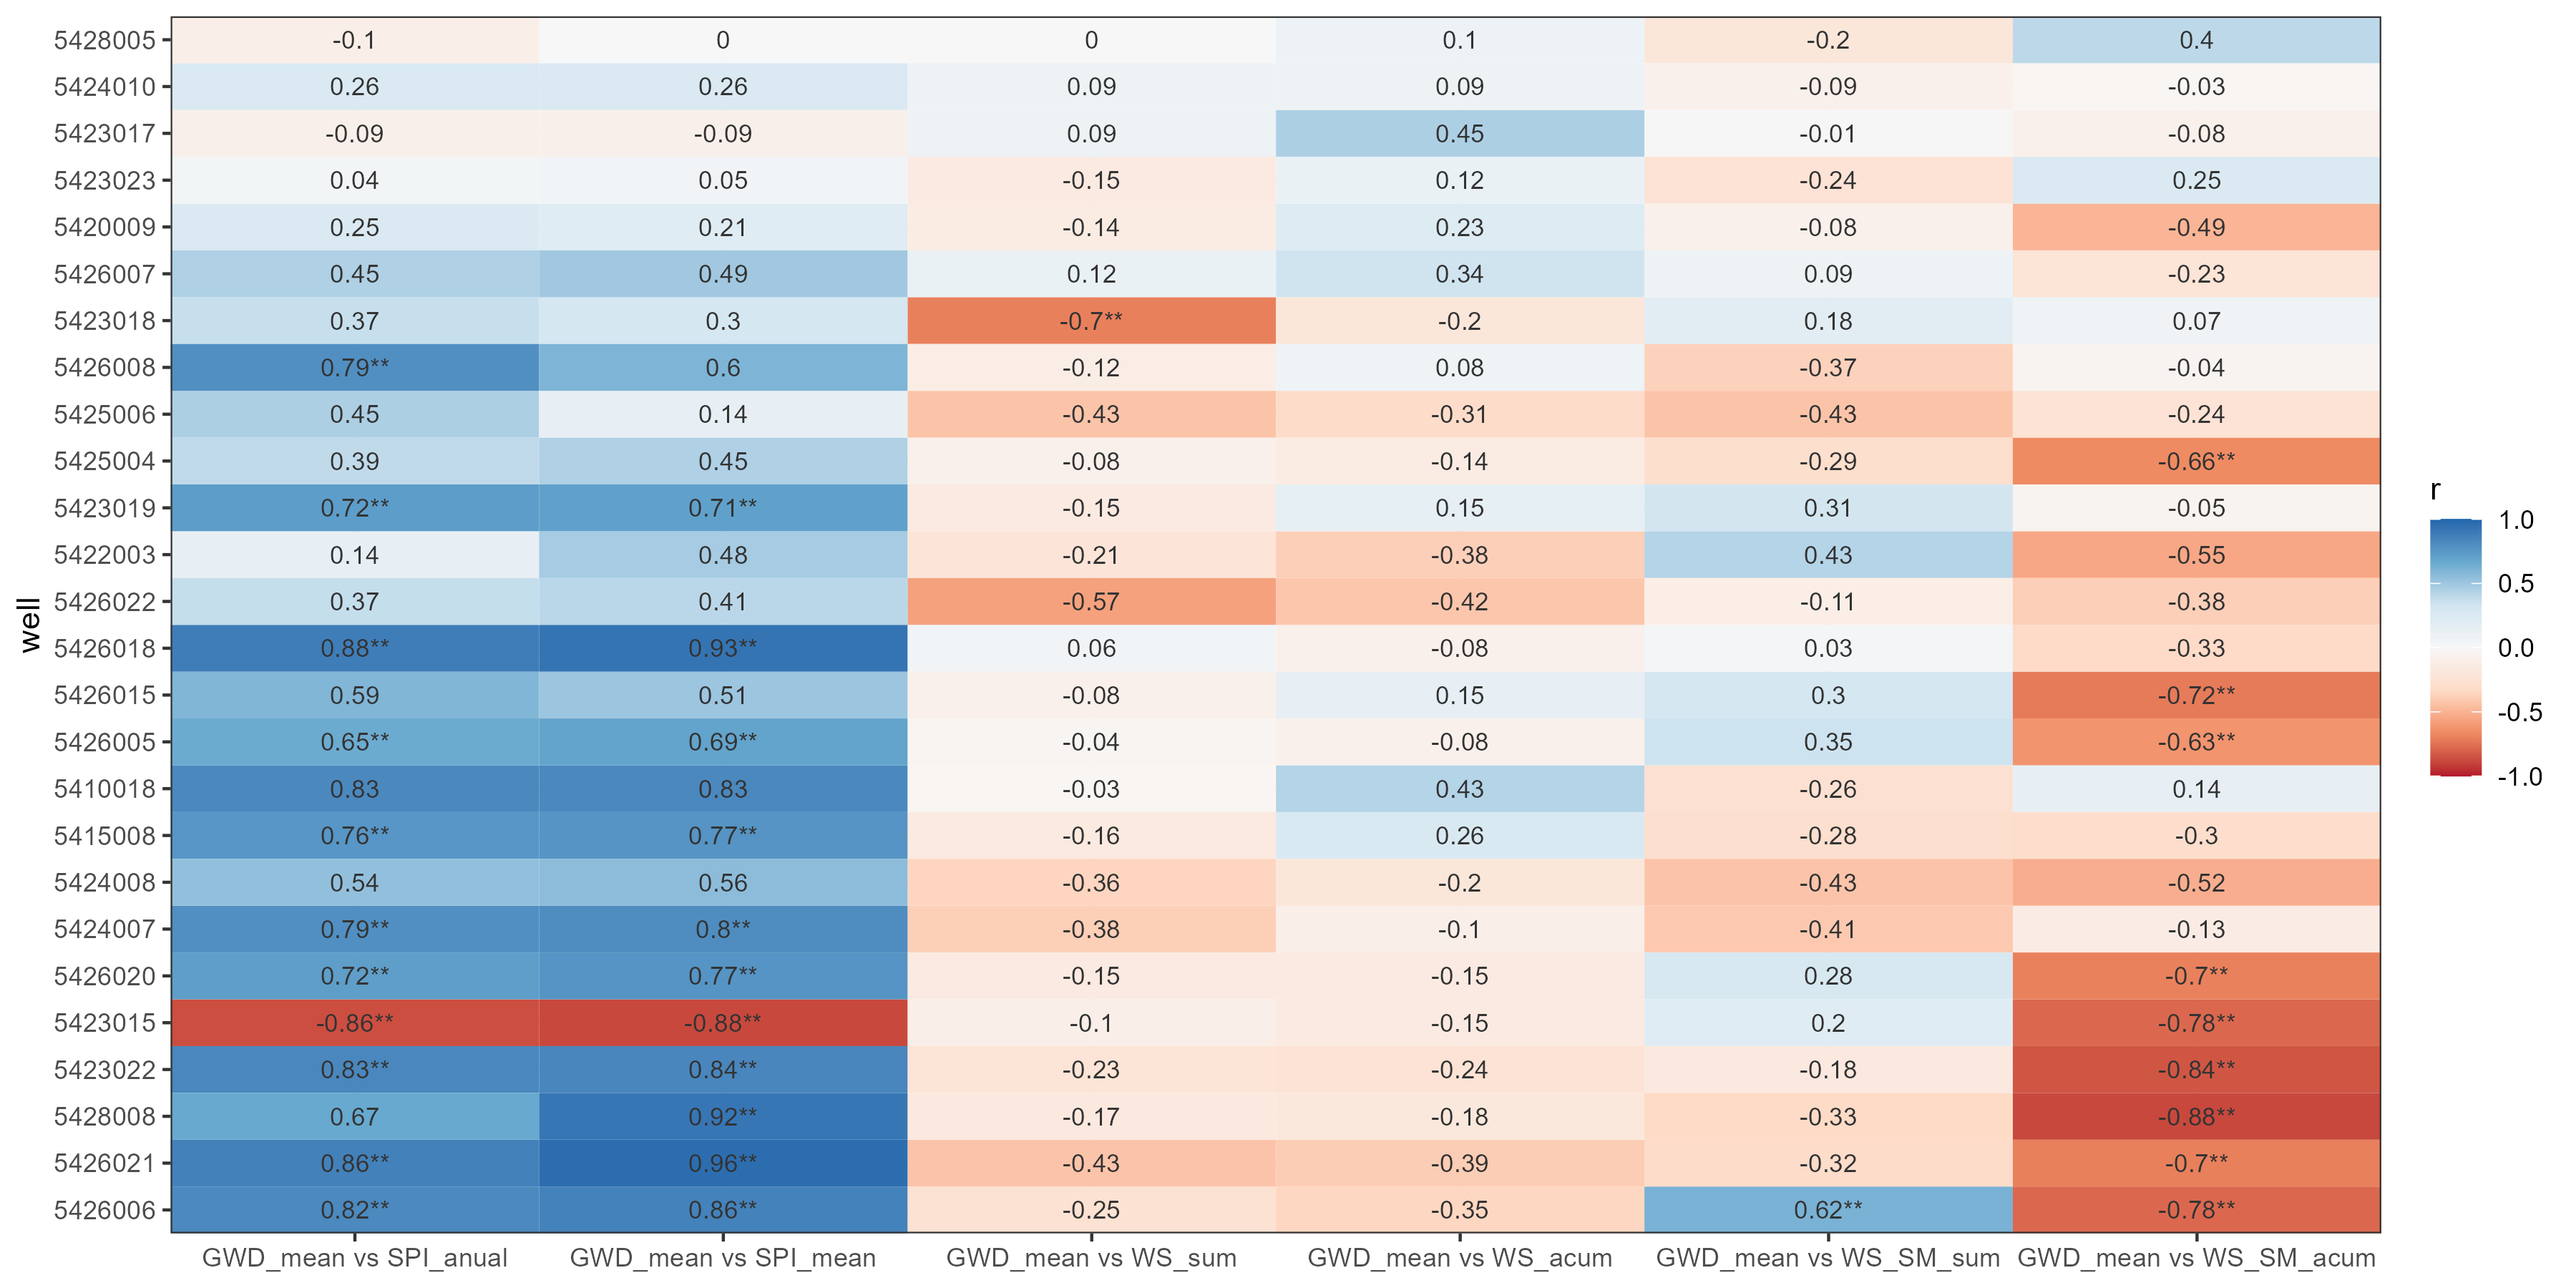 5428005 -0.1 0 0 0.1 -0.2 0.4
5424010 0.26 0.26 0.09 0.09 -0.09 -0.03
5423017 -0.09 -0.09 0.09 0.45 -0.01 -0.08
5423023 0.04 0.05 -0.15 0.12 -0.24 0.25
5420009 0.25 0.21 -0.14 0.23 -0.08 -0.49
5426007 0.45 0.49 0.12 0.34 0.09 -0.23
5423018 0.37 0.3 -0.7** -0.2 0.18 0.07
5426008 0.79** 0.6 -0.12 0.08 -0.37 -0.04
5425006 0.45 0.14 -0.43 -0.31 -0.43 -0.24
5425004 0.39 0.45 -0.08 -0.14 -0.29 -0.66**
5423019 0.72** 0.71** -0.15 0.15 0.31 -0.05
5422003 0.14 0.48 -0.21 -0.38 0.43 -0.55
5426022 0.37 0.41 -0.57 -0.42 -0.11 -0.38
5426018 0.88** 0.93** 0.06 -0.08 0.03 -0.33
5426015 0.59 0.51 -0.08 0.15 0.3 -0.72**
5426005 0.65** 0.69** -0.04 -0.08 0.35 -0.63**
5410018 0.83 0.83 -0.03 0.43 -0.26 0.14
5415008 0.76** 0.77** -0.16 0.26 -0.28 -0.3
5424008 0.54 0.56 -0.36 -0.2 -0.43 -0.52
5424007 0.79** 0.8** -0.38 -0.1 -0.41 -0.13
5426020 0.72** 0.77** -0.15 -0.15 0.28 -0.7**
5423015 -0.86** -0.88** -0.1 -0.15 0.2 -0.78**
5423022 0.83** 0.84** -0.23 -0.24 -0.18 -0.84**
5428008 0.67 0.92** -0.17 -0.18 -0.33 -0.88**
5426021 0.86** 0.96** -0.43 -0.39 -0.32 -0.7**
5426006 0.82** 0.86** -0.25 -0.35 0.62** -0.78**
GWD_mean vs SPI_anual GWD_mean vs SPI_mean GWD_mean vs WS_sum GWD_mean vs WS_acum GWD_mean vs WS_SM_sum GWD_mean vs WS_SM_acum
well
r
1.0
0.5
0.0
-0.5
-1.0